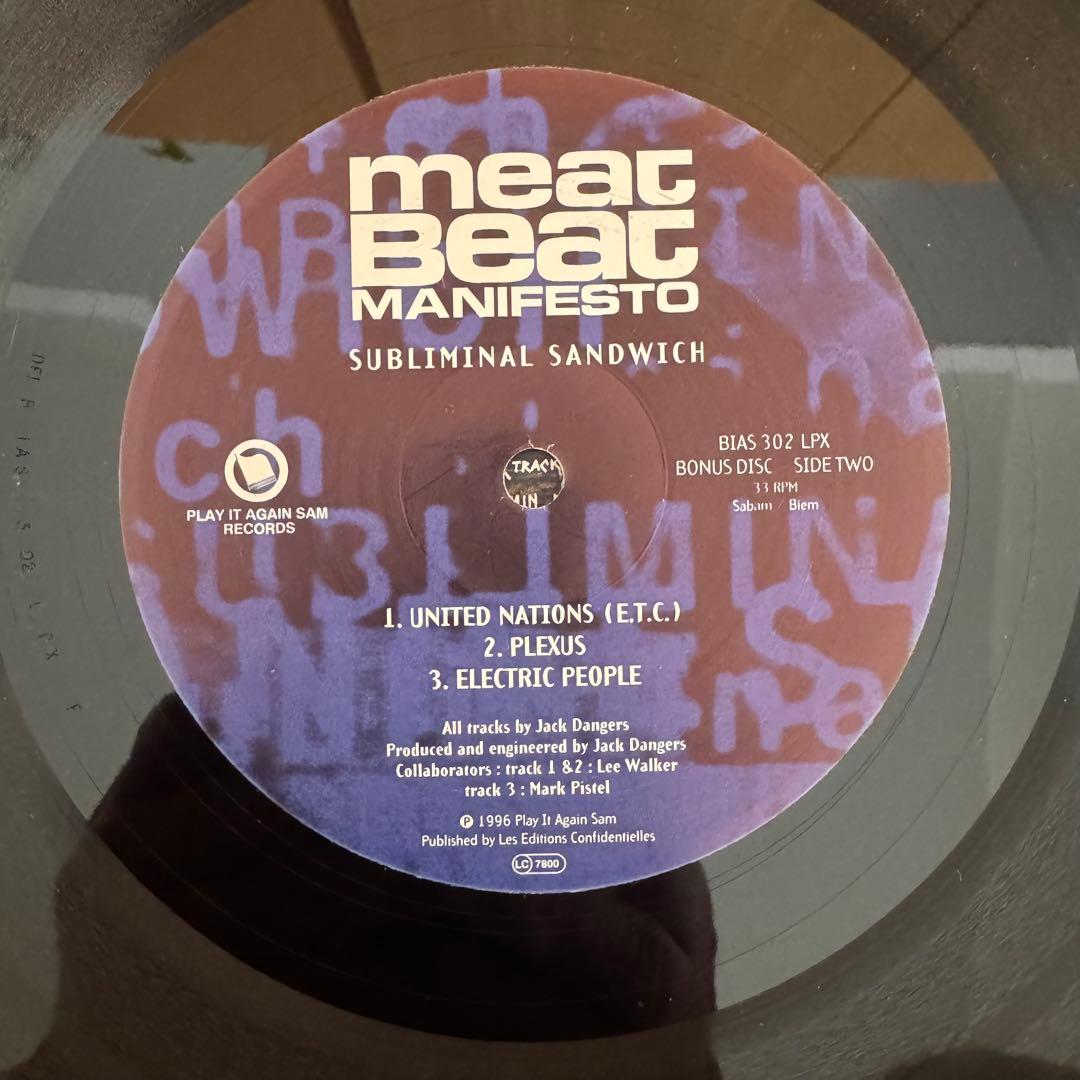 meat
Beat
MANIFESTO
SUBLIMINAL SANDWICH
PLAY IT AGAIN SAM
RECORDS
TRACK
IN
BIAS 302 LPX
BONUS DISC SIDE TWO
33 RPM
Sabam / Biem
1. UNITED NATIONS (E.T.C.)
2. PLEXUS
3. ELECTRIC PEOPLE
All tracks by Jack Dangers
Produced and engineered by Jack Dangers
Collaborators : track 1 & 2 : Lee Walker
track 3 : Mark Pistel
℗ 1996 Play It Again Sam
Published by Les Editions Confidentielles
LC 7800